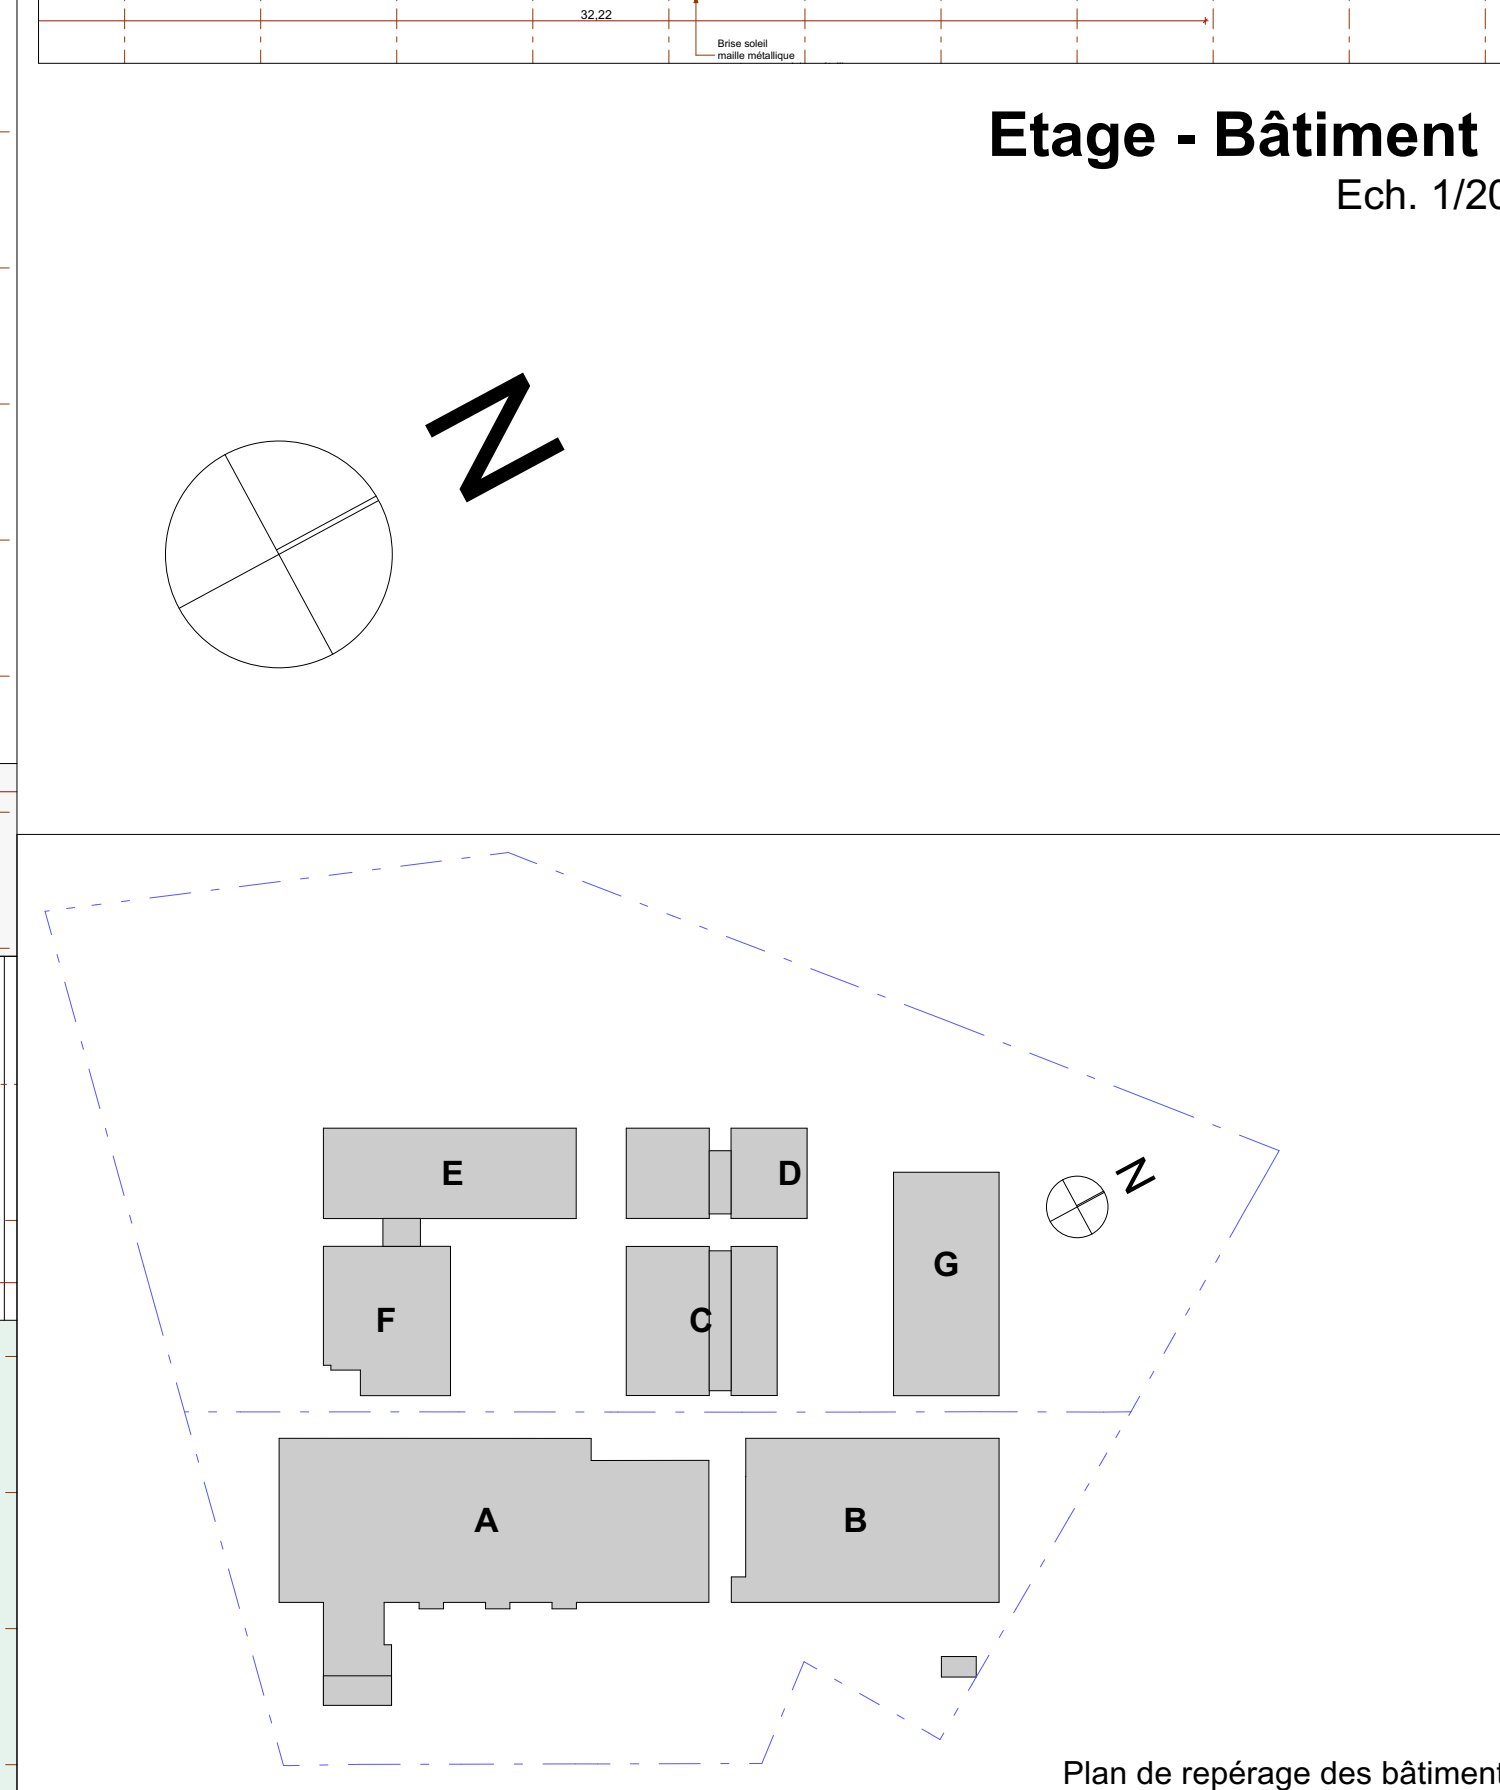 32,22
Brise soleil
maille métallique
Etage - Bâtiment
Ech. 1/20
N
E
D
N
G
F
C
A
B
Plan de repérage des bâtiment